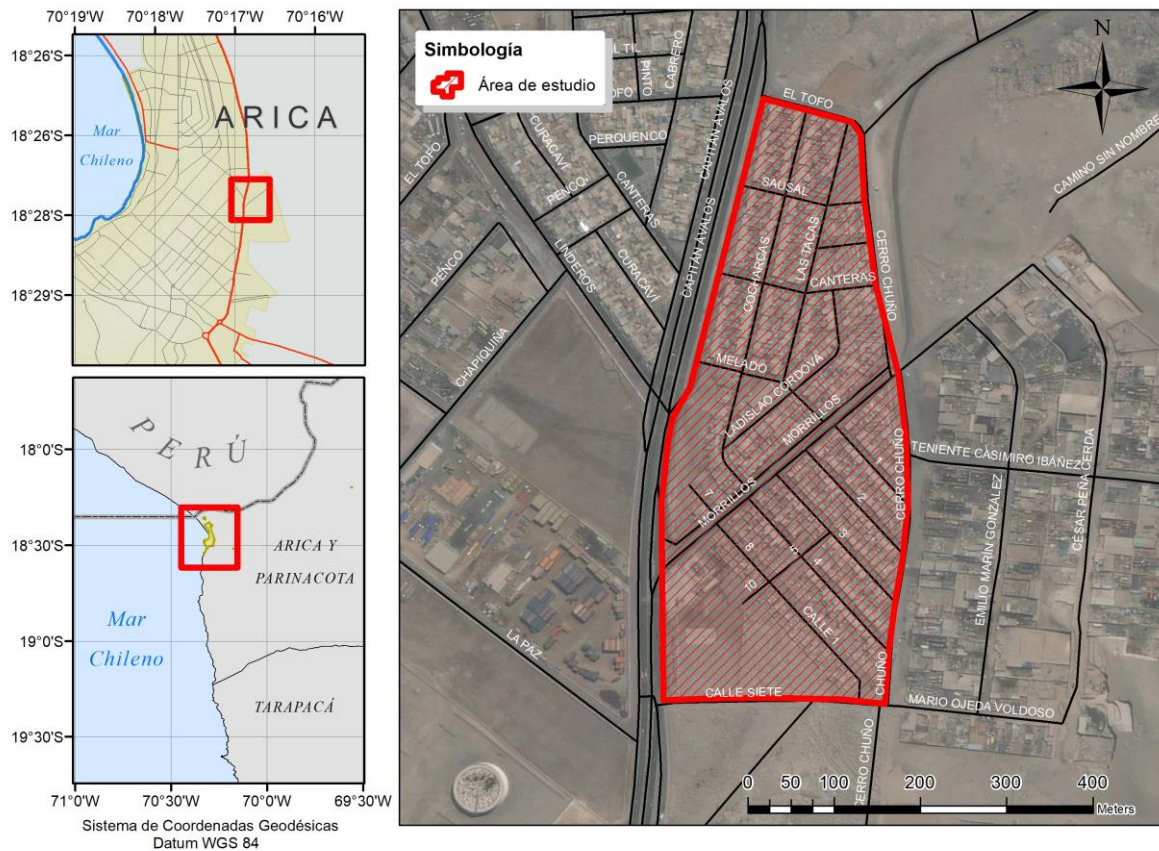 70°19'W 70°18'W 70°17'W 70°16'W
18°26'S
18°26'S
18°28'S
18°29'S
ARICA
Mar
Chileno
18°0'S
18°30'S
19°0'S
19°30'S
PERÚ
ARICA Y
PARINACOTA
Mar
Chileno
TARAPACÁ
71°0'W 70°30'W 70°0'W 69°30'W
Sistema de Coordenadas Geodésicas
Datum WGS 84
Simbología
Área de estudio
N
TIL
PINTO
CABRERO
CURACAVI
PERQUENCO
EL TOFO
PENCO
CANTERAS
CURACAVI
LINDEROS
PENCO
CHAPIQUIÑA
CAPITÁN ÁVALOS
CAPITÁN ÁVALOS
EL TOFO
CAMINO SIN NOMBRE
SAUSAL
COCHARCAS
LAS TACAS
CANTERAS
CERRO CHUÑO
MELADO
LADISLAO CORDOVA
MORRILLOS
MORRILLOS
CERRO CHUÑO
TENIENTE CASIMIRO IBÁÑEZ
EMILIO MARÍN GONZÁLEZ
CÉSAR PEÑA CERDA
1
2
3
4
5
7
8
10
CALLE 1
LA PAZ
CALLE SIETE
CHUÑO
MARIO OJEDA VOLDOSO
CERRO CHUÑO
0 50 100 200 300 400
Meters